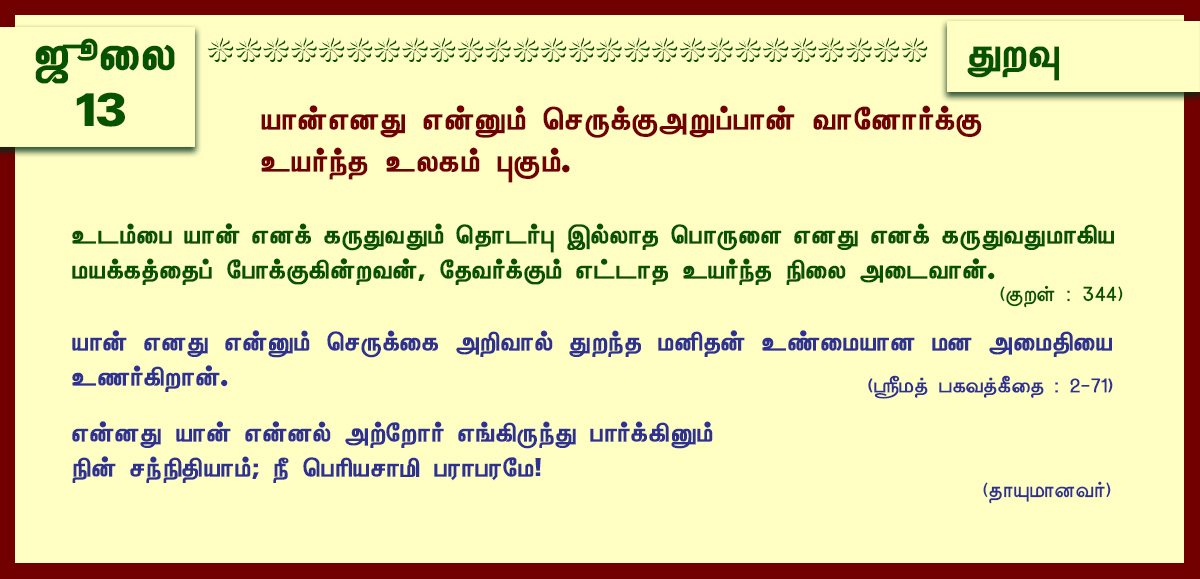 ஜூலை
13
துறவு
யான்எனது என்னும் செருக்குஅறுப்பான் வானோர்க்கு
உயர்ந்த உலகம் புகும்.
உடம்பை யான் எனக் கருதுவதும் தொடர்பு இல்லாத பொருளை எனது எனக் கருதுவதுமாகிய
மயக்கத்தைப் போக்குகின்றவன், தேவர்க்கும் எட்டாத உயர்ந்த நிலை அடைவான்.
(குறள் : 344)
யான் எனது என்னும் செருக்கை அறிவால் துறந்த மனிதன் உண்மையான மன அமைதியை
உணர்கிறான்.
(ஸ்ரீமத் பகவத்கீதை : 2-71)
என்னது யான் என்னல் அற்றோர் எங்கிருந்து பார்க்கினும்
நின் சந்நிதியாம்; நீ பெரியசாமி பராபரமே!
(தாயுமானவர்)